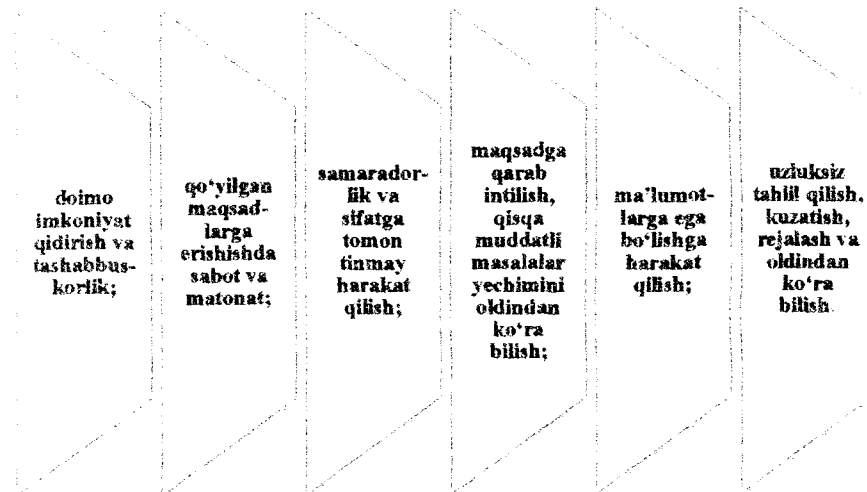 doimo
imkoniyat
qidirish va
tashabbus-
korlik;
qo‘yilgan
maqsad-
larga
erishishda
sabot va
matonat;
samarador-
lik va
sifatga
tomon
tinmay
harakat
qilish;
maqsadga
qarab
intilish,
qisqa
muddatli
masalalar
yechimini
oldindan
ko‘ra
bilish;
ma’lumot-
larga ega
bo‘lishga
harakat
qilish;
uzluksiz
tahlil qilish,
kuzatish,
rejalash va
oldindan
ko‘ra
bilish.